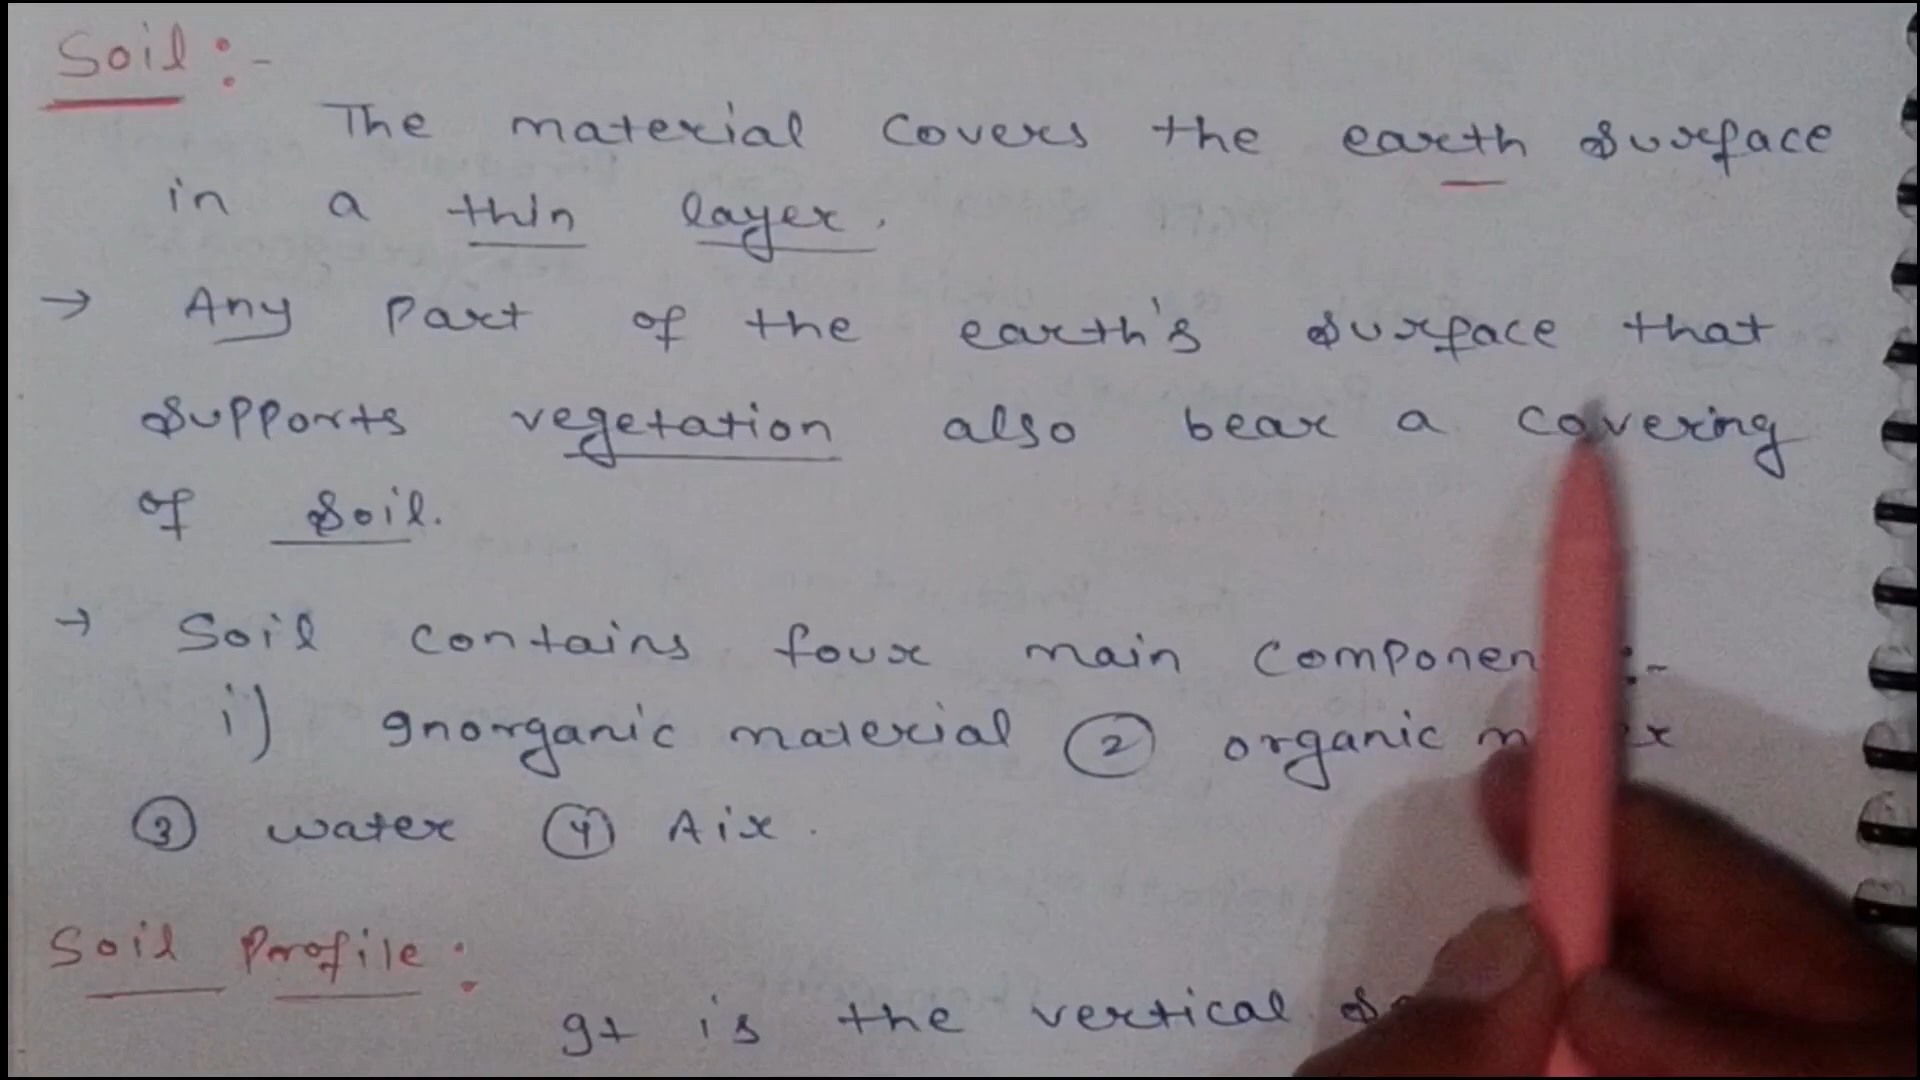 Soil :-
The material covers the earth surface
in a thin layer.
→ Any part of the earth's surface that
supports vegetation also bear a covering
of soil.
→ Soil contains four main :-
i) Inorganic material ② organic
③ water ④ Air.
Soil Profile :
It is the vertical